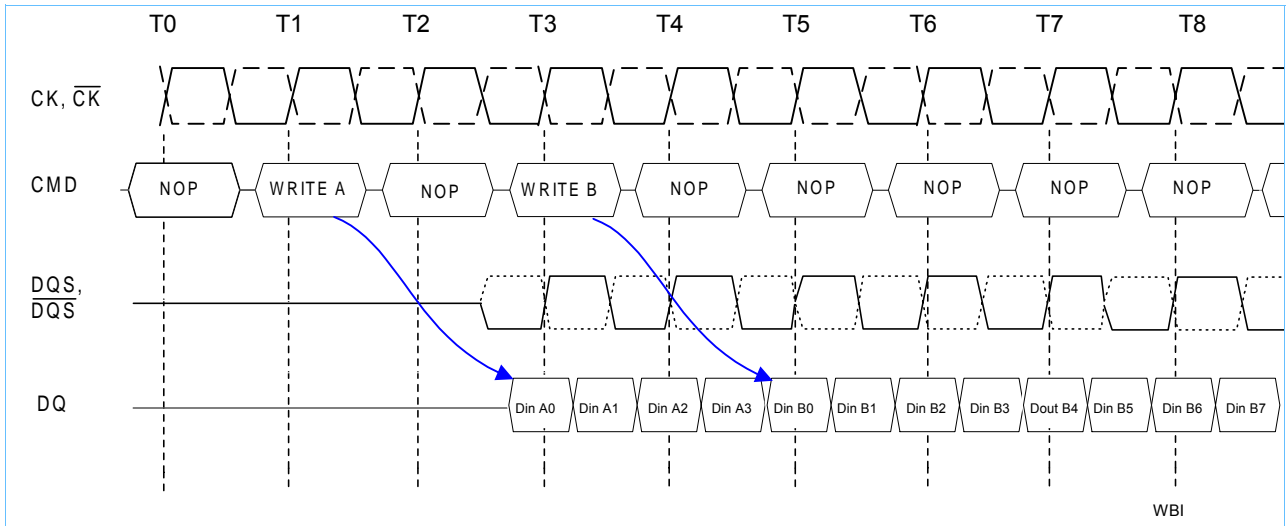 T0 T1 T2 T3 T4 T5 T6 T7 T8
CK, C̅K̅
CMD NOP WRITE A NOP WRITE B NOP NOP NOP NOP NOP
DQS,
D̅Q̅S̅
DQ Din A0 Din A1 Din A2 Din A3 Din B0 Din B1 Din B2 Din B3 Dout B4 Din B5 Din B6 Din B7
WBI